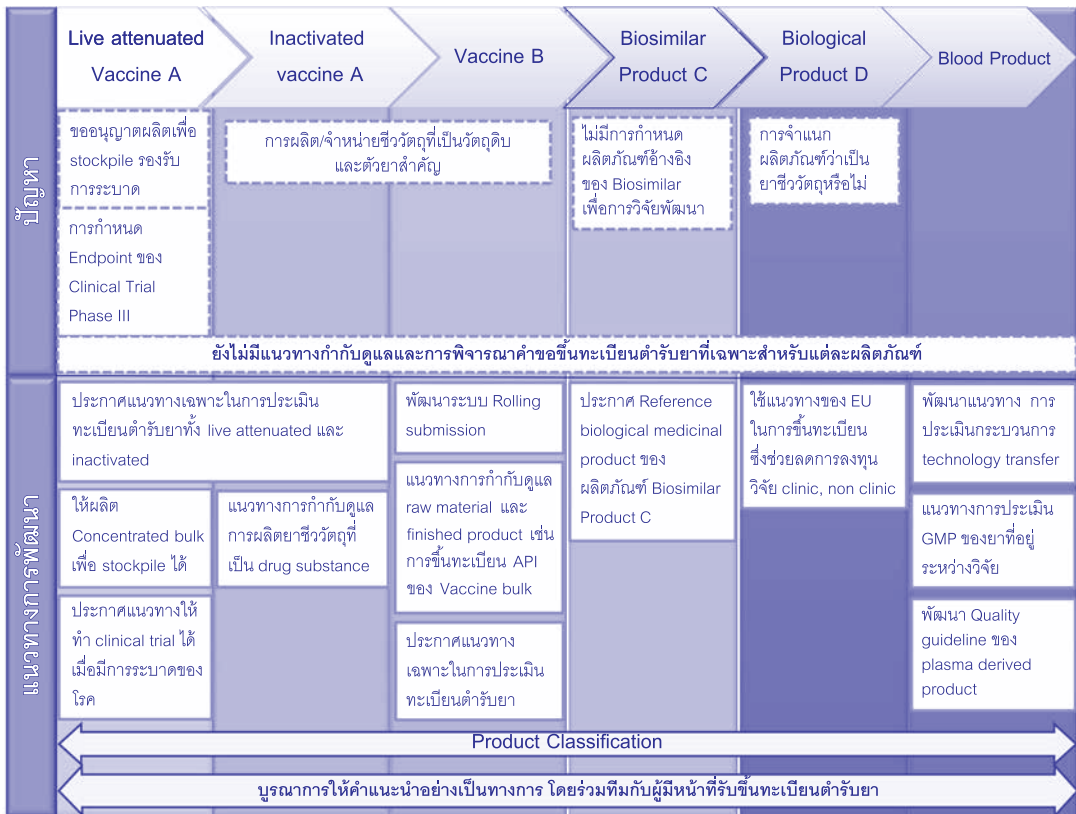 Live attenuated
Vaccine A
Inactivated
vaccine A
Vaccine B
Biosimilar
Product C
Biological
Product D
Blood Product
ปัญหา
ขออนุญาตผลิตเพื่อ
stockpile รองรับ
การระบาด
การกำหนด
Endpoint ของ
Clinical Trial
Phase III
การผลิต/จำหน่ายชีววัตถุที่เป็นวัตถุดิบ
และตัวยาสำคัญ
ไม่มีการกำหนด
ผลิตภัณฑ์อ้างอิง
ของ Biosimilar
เพื่อการวิจัยพัฒนา
การจำแนก
ผลิตภัณฑ์ว่าเป็น
ยาชีววัตถุหรือไม่
ยังไม่มีแนวทางกำกับดูแลและการพิจารณาคำขอขึ้นทะเบียนตำรับยาที่เฉพาะสำหรับแต่ละผลิตภัณฑ์
แนวทางการพัฒนา
ประกาศแนวทางเฉพาะในการประเมิน
ทะเบียนตำรับยาทั้ง live attenuated และ
inactivated
ให้ผลิต
Concentrated bulk
เพื่อ stockpile ได้
ประกาศแนวทางให้
ทำ clinical trial ได้
เมื่อมีการระบาดของ
โรค
แนวทางการกำกับดูแล
การผลิตยาชีววัตถุที่
เป็น drug substance
พัฒนาระบบ Rolling
submission
แนวทางการกำกับดูแล
raw material และ
finished product เช่น
การขึ้นทะเบียน API
ของ Vaccine bulk
ประกาศแนวทาง
เฉพาะในการประเมิน
ทะเบียนตำรับยา
ประกาศ Reference
biological medicinal
product ของ
ผลิตภัณฑ์ Biosimilar
Product C
ใช้แนวทางของ EU
ในการขึ้นทะเบียน
ซึ่งช่วยลดการลงทุน
วิจัย clinic, non clinic
พัฒนาแนวทาง การ
ประเมินกระบวนการ
technology transfer
แนวทางการประเมิน
GMP ของยาที่อยู่
ระหว่างวิจัย
พัฒนา Quality
guideline ของ
plasma derived
product
Product Classification
บูรณาการให้คำแนะนำอย่างเป็นทางการ โดยร่วมทีมกับผู้มีหน้าที่รับขึ้นทะเบียนตำรับยา